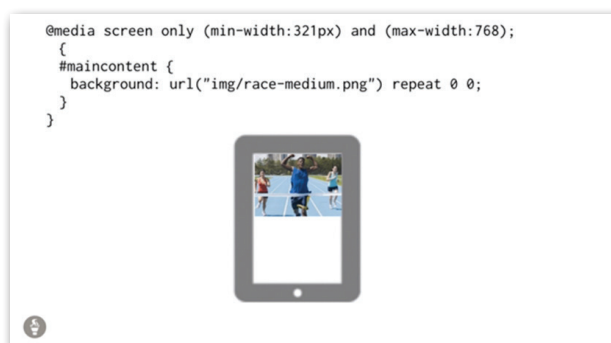 @media screen only (min-width:321px) and (max-width:768);
{
#maincontent {
background: url("img/race-medium.png") repeat 0 0;
}
}